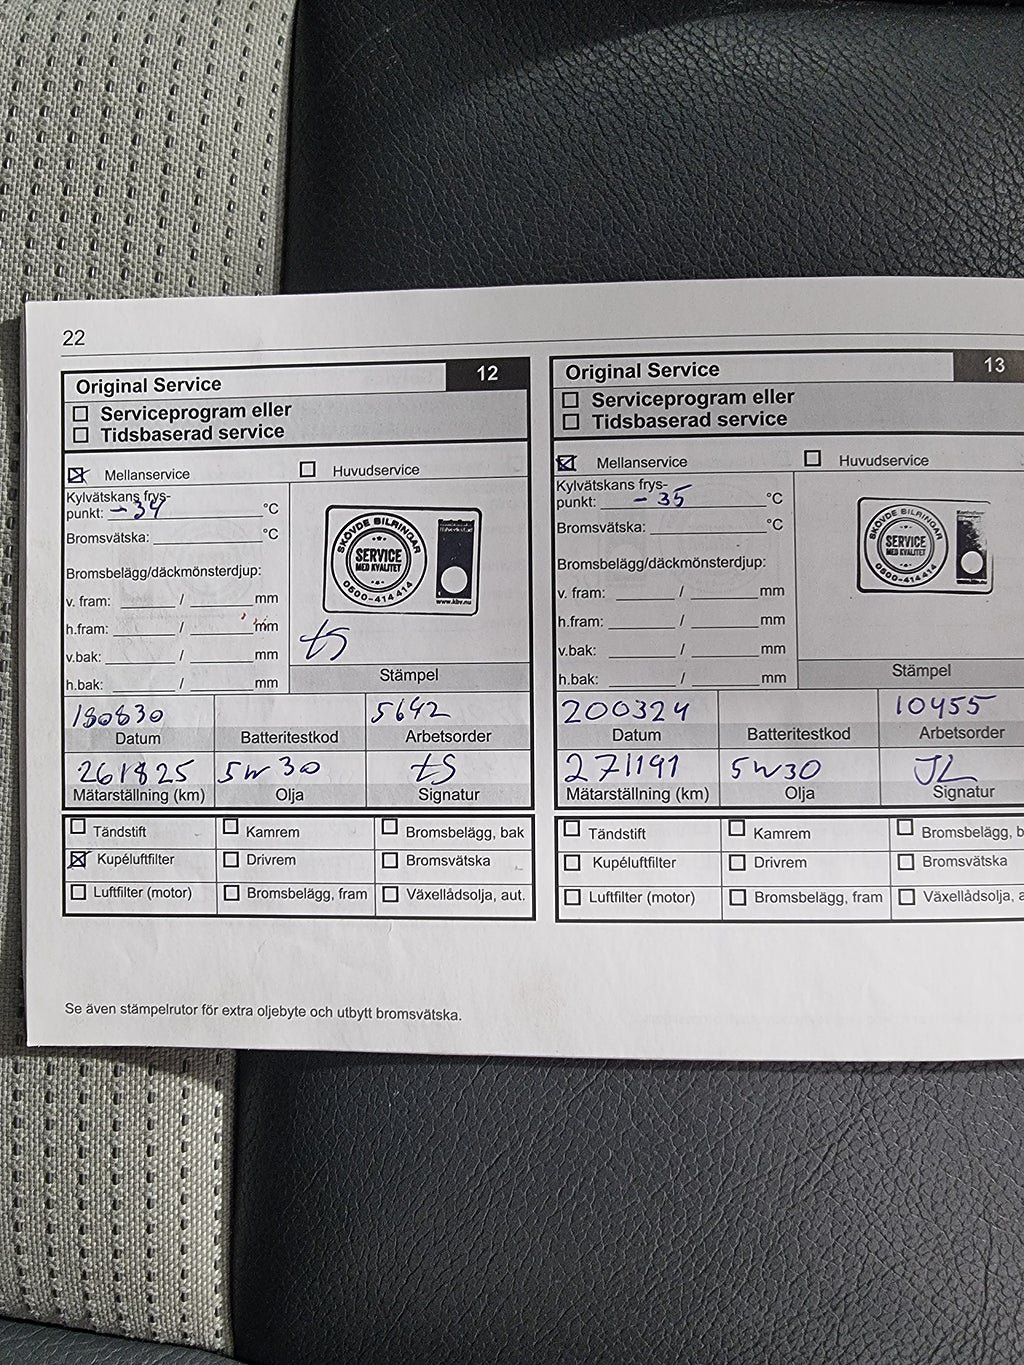 22
Original Service 12
Serviceprogram eller
Tidsbaserad service
Mellanservice Huvudservice
Kylvätskans frys-
punkt: -34 °C
Bromsvätska: °C
Bromsbelägg/däckmönsterdjup:
v. fram: / mm
h.fram: / mm
v.bak: / mm
h.bak: / mm
SKÖVDE BILRINGAR
SERVICE
MED KVALITET
0500-414414
www.kbv.nu
tS
Stämpel
180830 5642
Datum Batteritestkod Arbetsorder
261825 5w30 tS
Mätarställning (km) Olja Signatur
Tändstift Kamrem Bromsbelägg, bak
Kupéluftfilter Drivrem Bromsvätska
Luftfilter (motor) Bromsbelägg, fram Växellådsolja, aut.
Original Service 13
Serviceprogram eller
Tidsbaserad service
Mellanservice Huvudservice
Kylvätskans frys-
punkt: -35 °C
Bromsvätska: °C
Bromsbelägg/däckmönsterdjup:
v. fram: / mm
h.fram: / mm
v.bak: / mm
h.bak: / mm
SKÖVDE BILRINGAR
SERVICE
MED KVALITET
0500-414414
Stämpel
200324 10455
Datum Batteritestkod Arbetsorder
271191 5w30 JL
Mätarställning (km) Olja Signatur
Tändstift Kamrem Bromsbelägg, b
Kupéluftfilter Drivrem Bromsvätska
Luftfilter (motor) Bromsbelägg, fram Växellådsolja, a
Se även stämpelrutor för extra oljebyte och utbytt bromsvätska.